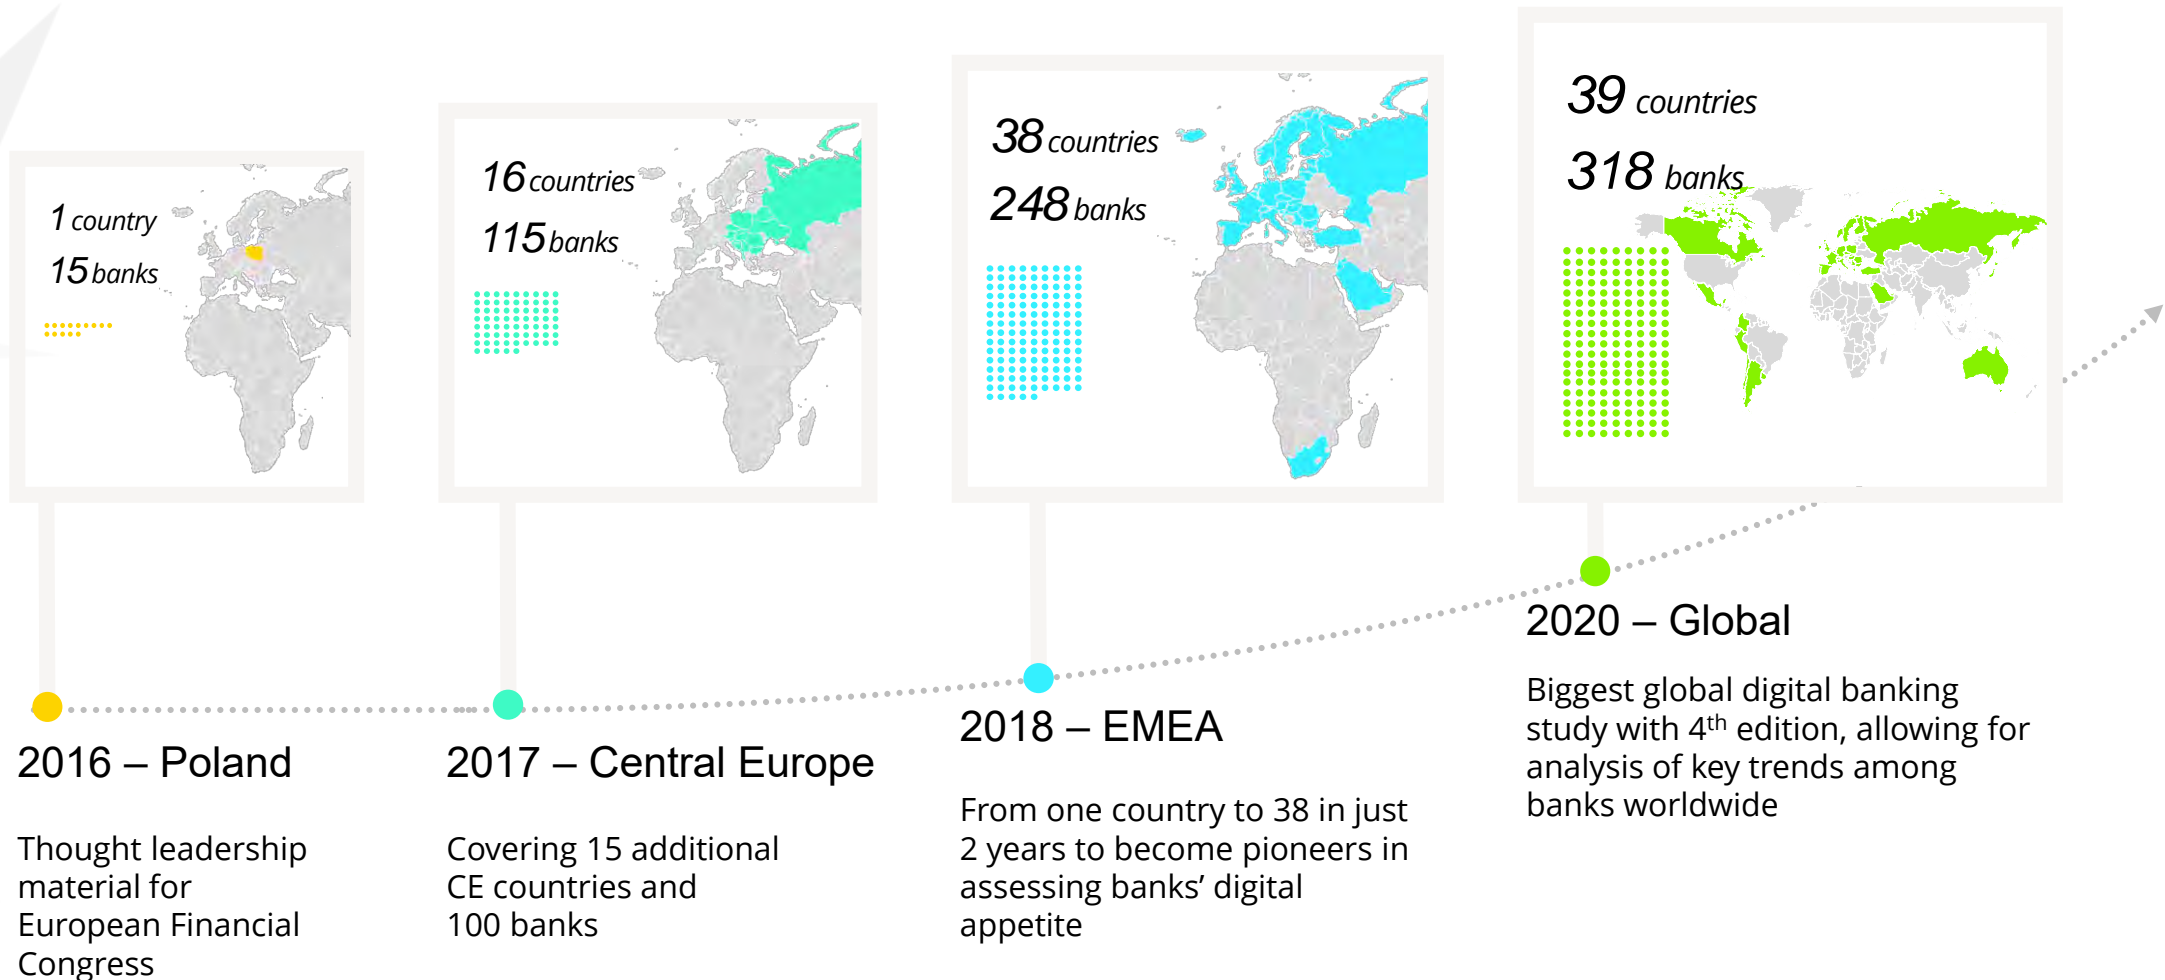 1 country
15 banks
2016 – Poland
Thought leadership
material for
European Financial
Congress
16 countries
115 banks
2017 – Central Europe
Covering 15 additional
CE countries and
100 banks
38 countries
248 banks
2018 – EMEA
From one country to 38 in just
2 years to become pioneers in
assessing banks’ digital
appetite
39 countries
318 banks
2020 – Global
Biggest global digital banking
study with 4th edition, allowing for
analysis of key trends among
banks worldwide